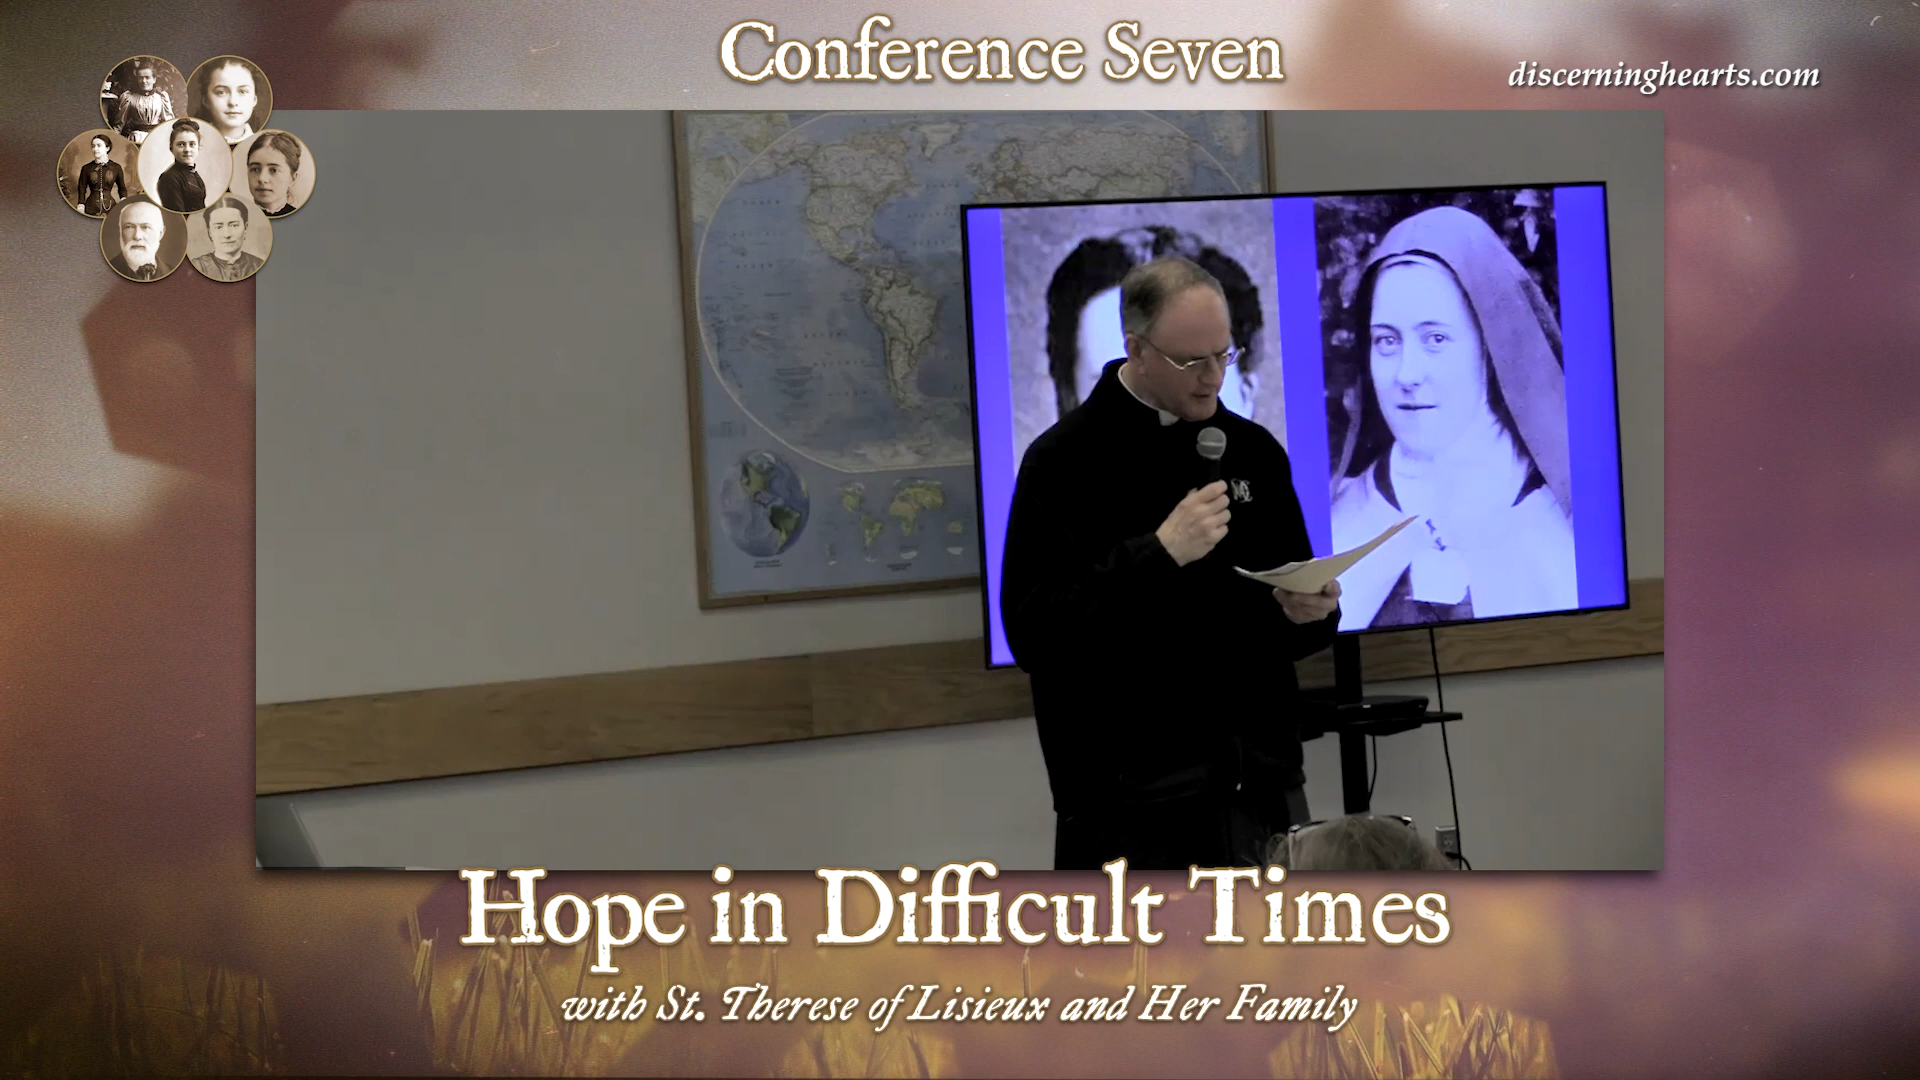 Conference Seven
discerninghearts.com
Hope in Difficult Times
with St. Therese of Lisieux and Her Family